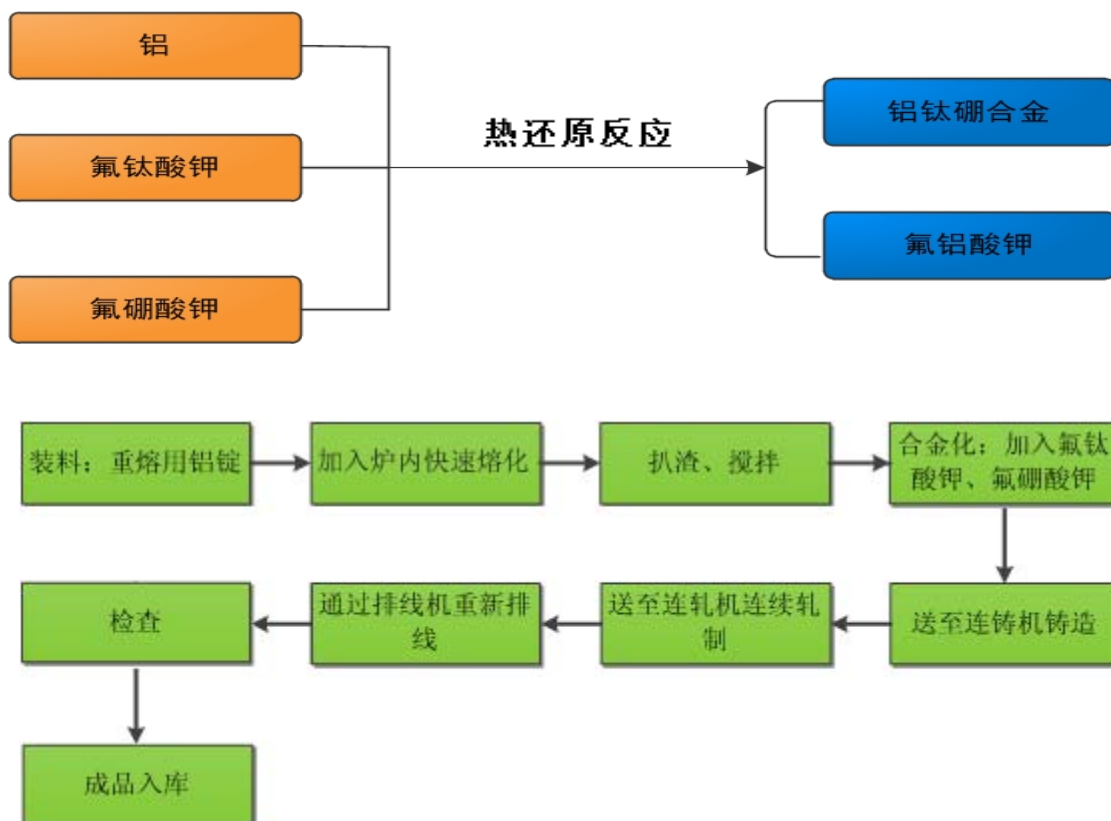 铝
氟钛酸钾
氟硼酸钾
热还原反应
铝钛硼合金
氟铝酸钾
装料：重熔用铝锭
加入炉内快速熔化
扒渣、搅拌
合金化：加入氟钛
酸钾、氟硼酸钾
送至连铸机铸造
送至连轧机连续轧
制
通过排线机重新排
线
检查
成品入库